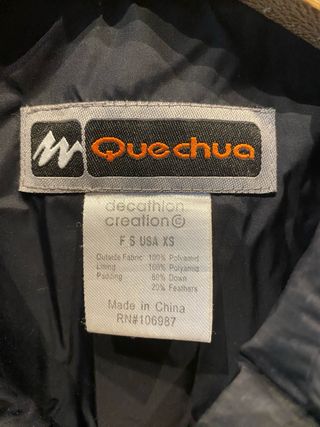 Quechua
decathlon
creation©
F S USA XS
Outside Fabric 100% Polyamid
Lining 100% Polyamid
Padding 80% Down
20% Feathers
Made in China
RN#106987